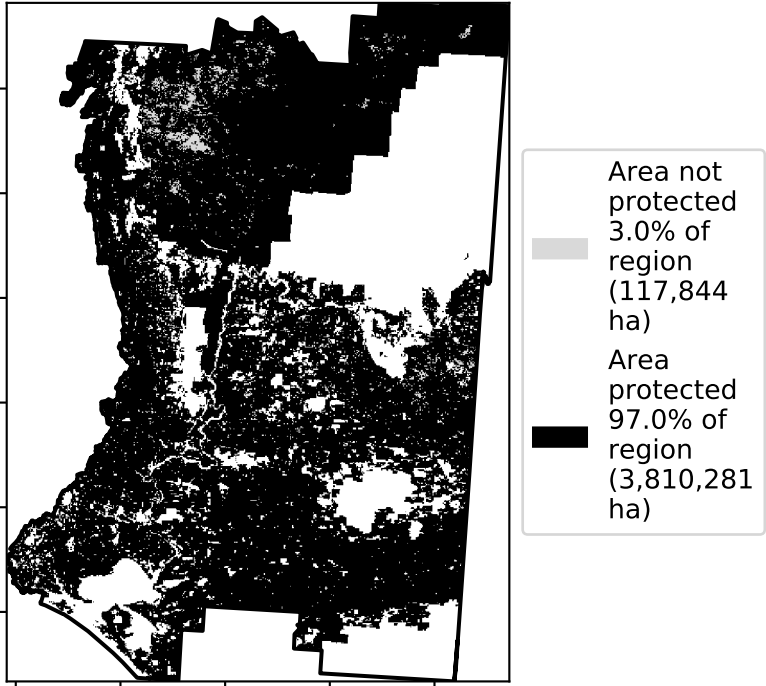 Area not
protected
3.0% of
region
(117,844
ha)
Area
protected
97.0% of
region
(3,810,281
ha)